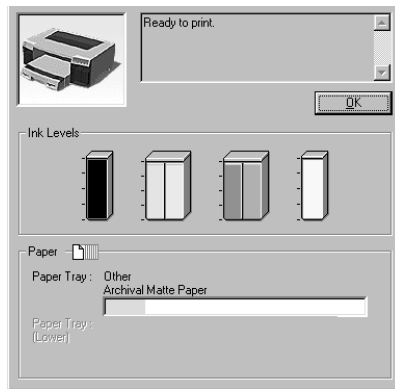 Ready to print.
OK
Ink Levels
Paper
Paper Tray : Other
Archival Matte Paper
Paper Tray :
(Lower)